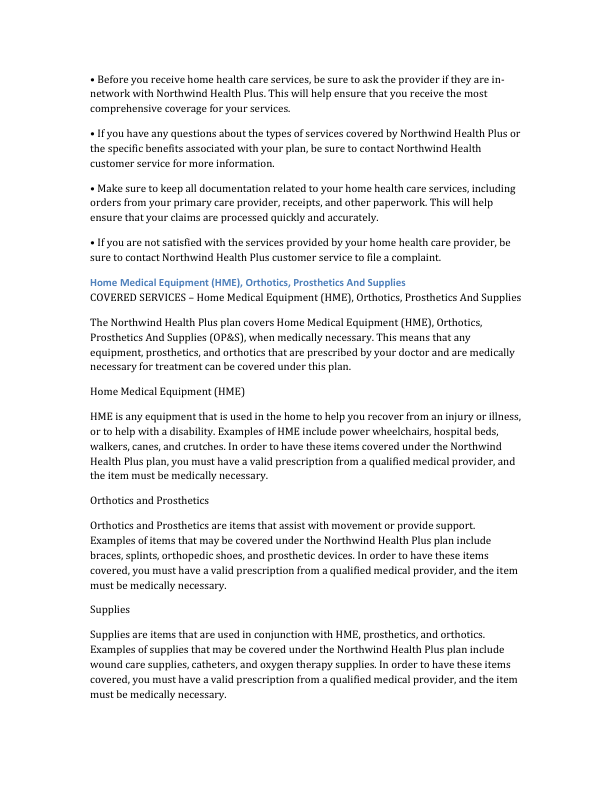 • Before you receive home health care services, be sure to ask the provider if they are in-
network with Northwind Health Plus. This will help ensure that you receive the most
comprehensive coverage for your services.
• If you have any questions about the types of services covered by Northwind Health Plus or
the specific benefits associated with your plan, be sure to contact Northwind Health
customer service for more information.
• Make sure to keep all documentation related to your home health care services, including
orders from your primary care provider, receipts, and other paperwork. This will help
ensure that your claims are processed quickly and accurately.
• If you are not satisfied with the services provided by your home health care provider, be
sure to contact Northwind Health Plus customer service to file a complaint.
Home Medical Equipment (HME), Orthotics, Prosthetics And Supplies
COVERED SERVICES – Home Medical Equipment (HME), Orthotics, Prosthetics And Supplies
The Northwind Health Plus plan covers Home Medical Equipment (HME), Orthotics,
Prosthetics And Supplies (OP&S), when medically necessary. This means that any
equipment, prosthetics, and orthotics that are prescribed by your doctor and are medically
necessary for treatment can be covered under this plan.
Home Medical Equipment (HME)
HME is any equipment that is used in the home to help you recover from an injury or illness,
or to help with a disability. Examples of HME include power wheelchairs, hospital beds,
walkers, canes, and crutches. In order to have these items covered under the Northwind
Health Plus plan, you must have a valid prescription from a qualified medical provider, and
the item must be medically necessary.
Orthotics and Prosthetics
Orthotics and Prosthetics are items that assist with movement or provide support.
Examples of items that may be covered under the Northwind Health Plus plan include
braces, splints, orthopedic shoes, and prosthetic devices. In order to have these items
covered, you must have a valid prescription from a qualified medical provider, and the item
must be medically necessary.
Supplies
Supplies are items that are used in conjunction with HME, prosthetics, and orthotics.
Examples of supplies that may be covered under the Northwind Health Plus plan include
wound care supplies, catheters, and oxygen therapy supplies. In order to have these items
covered, you must have a valid prescription from a qualified medical provider, and the item
must be medically necessary.